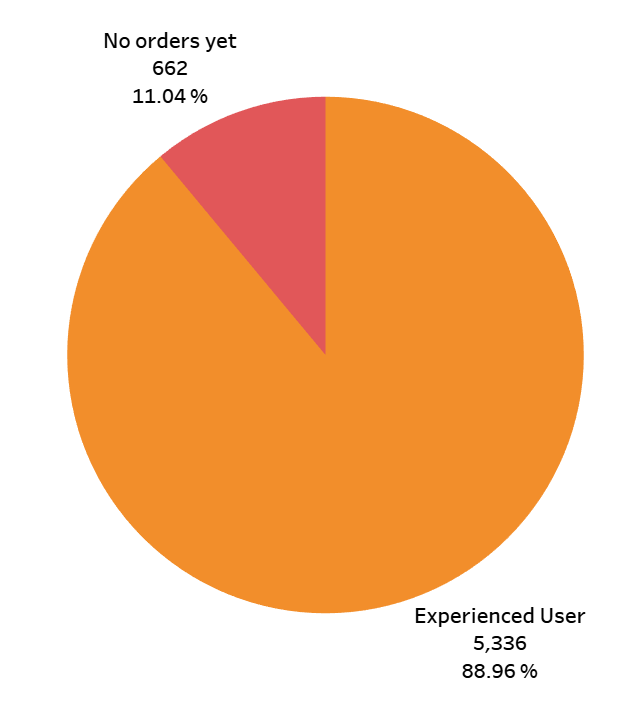 No orders yet
662
11.04 %
Experienced User
5,336
88.96 %